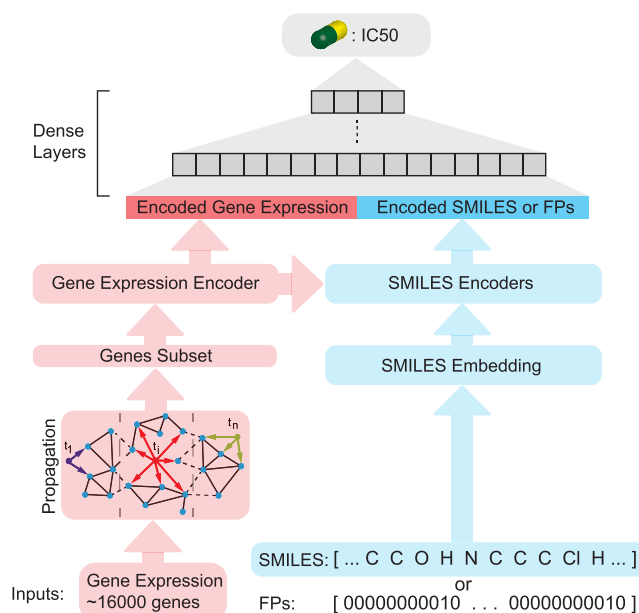 : IC50
Dense
Layers
Encoded Gene Expression
Encoded SMILES or FPs
Gene Expression Encoder
SMILES Encoders
Genes Subset
SMILES Embedding
Propagation
t1
ti
tn
SMILES: [ ... C C O H N C C C Cl H ... ]
or
FPs: [ 00000000010 . . . 000000000010 ]
Inputs:
Gene Expression
~16000 genes